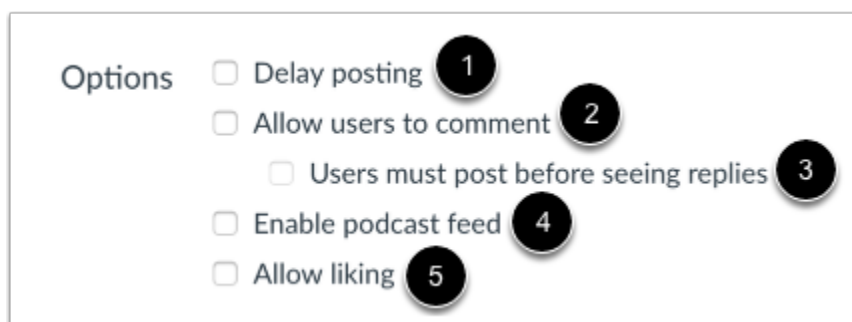 Options Delay posting 1
Allow users to comment 2
Users must post before seeing replies 3
Enable podcast feed 4
Allow liking 5